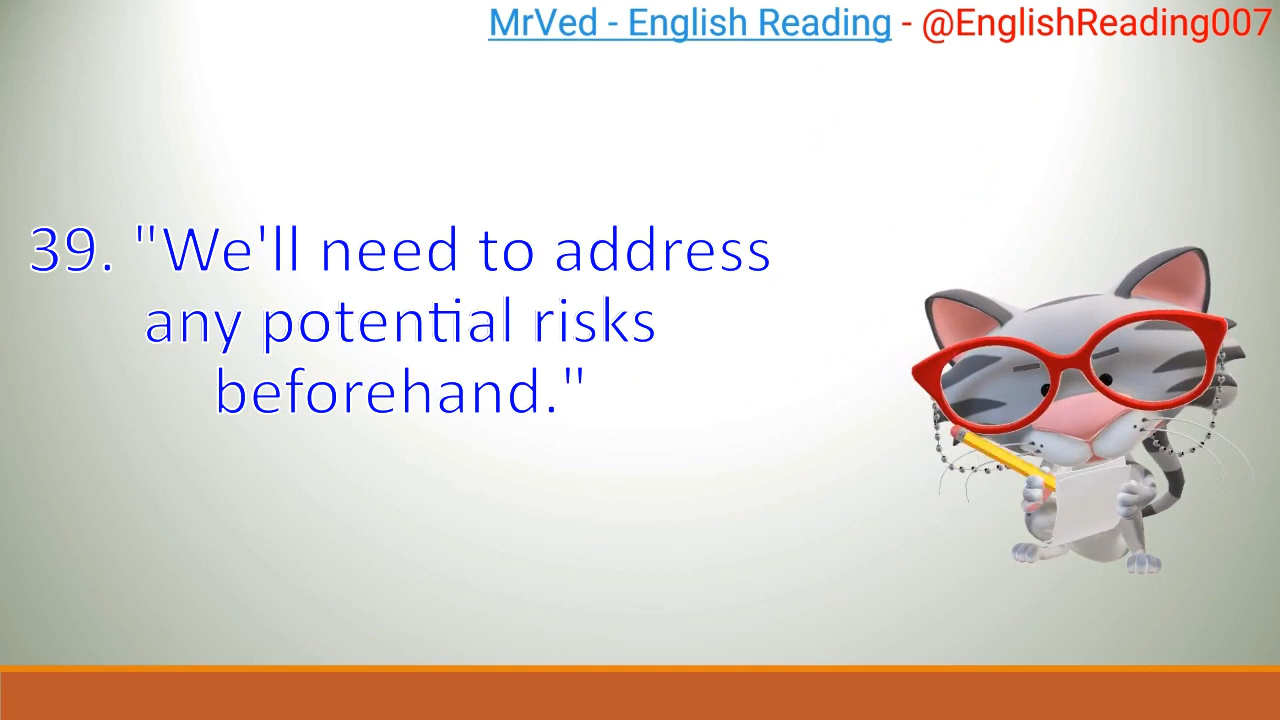 MrVed - English Reading - @EnglishReading007
39. "We'll need to address
any potential risks
beforehand."